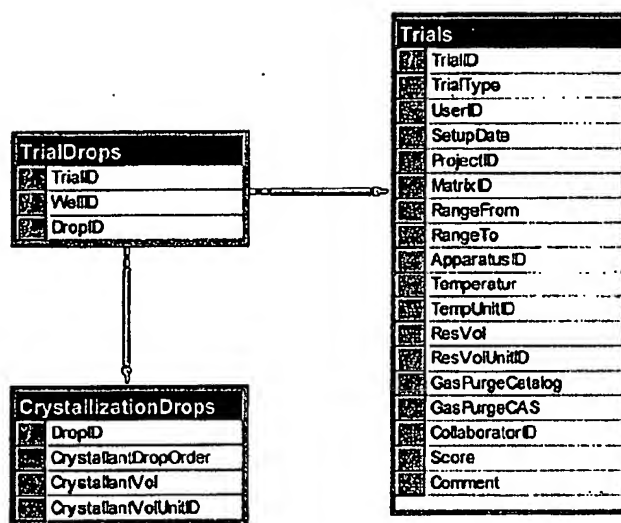 Trials
TrialID
TrialType
UserID
SetupDate
ProjectID
MatrixID
RangeFrom
RangeTo
ApparatusID
Temperatur
TempUnitID
ResVol
ResVolUnitID
GasPurgeCatalog
GasPurgeCAS
CollaboratorID
Score
Comment
TrialDrops
TrialID
WellID
DropID
CrystallizationDrops
DropID
CrystallantDropOrder
CrystallantVol
CrystallantVolUnitID